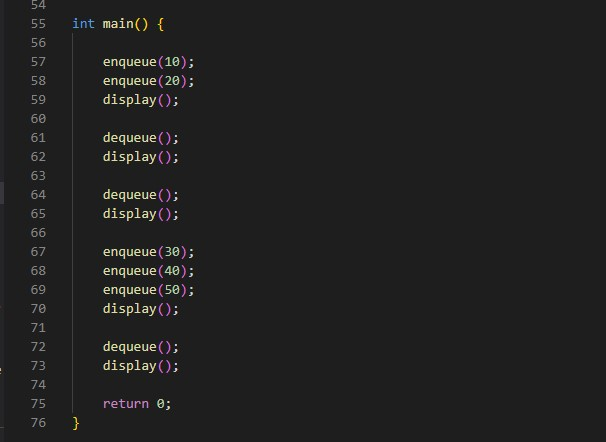 54
55 int main() {
56
57 enqueue(10);
58 enqueue(20);
59 display();
60
61 dequeue();
62 display();
63
64 dequeue();
65 display();
66
67 enqueue(30);
68 enqueue(40);
69 enqueue(50);
70 display();
71
72 dequeue();
73 display();
74
75 return 0;
76 }